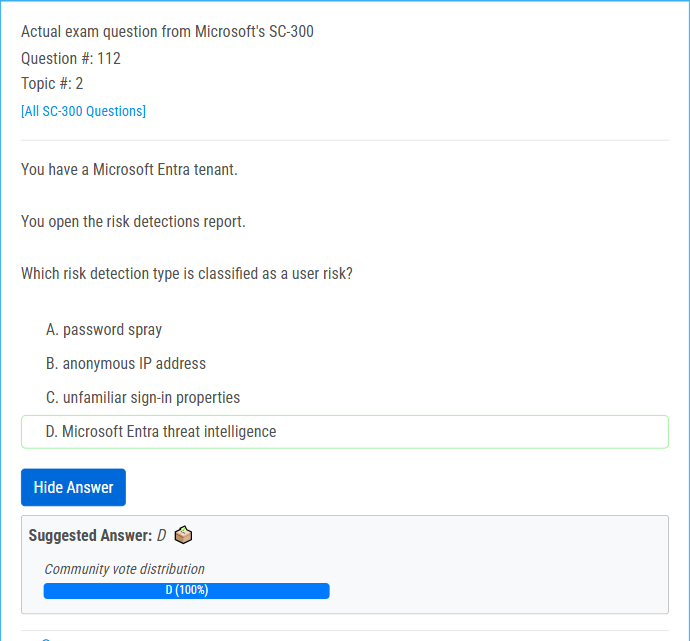 Actual exam question from Microsoft's SC-300
Question #: 112
Topic #: 2
[All SC-300 Questions]
You have a Microsoft Entra tenant.
You open the risk detections report.
Which risk detection type is classified as a user risk?
A. password spray
B. anonymous IP address
C. unfamiliar sign-in properties
D. Microsoft Entra threat intelligence
Hide Answer
Suggested Answer: D
Community vote distribution
D (100%)